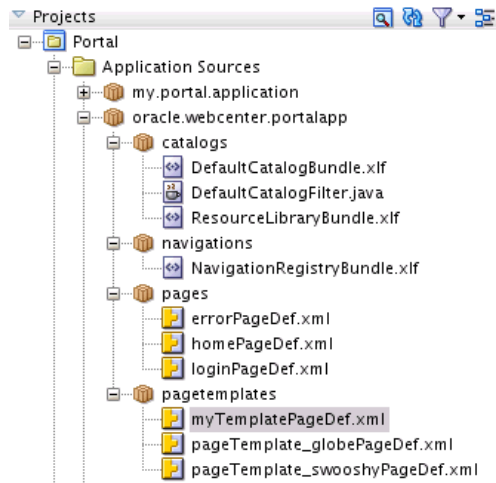 Projects
Portal
Application Sources
my.portal.application
oracle.webcenter.portalapp
catalogs
DefaultCatalogBundle.xlf
DefaultCatalogFilter.java
ResourceLibraryBundle.xlf
navigations
NavigationRegistryBundle.xlf
pages
errorPageDef.xml
homePageDef.xml
loginPageDef.xml
pagetemplates
myTemplatePageDef.xml
pageTemplate_globePageDef.xml
pageTemplate_swooshyPageDef.xml